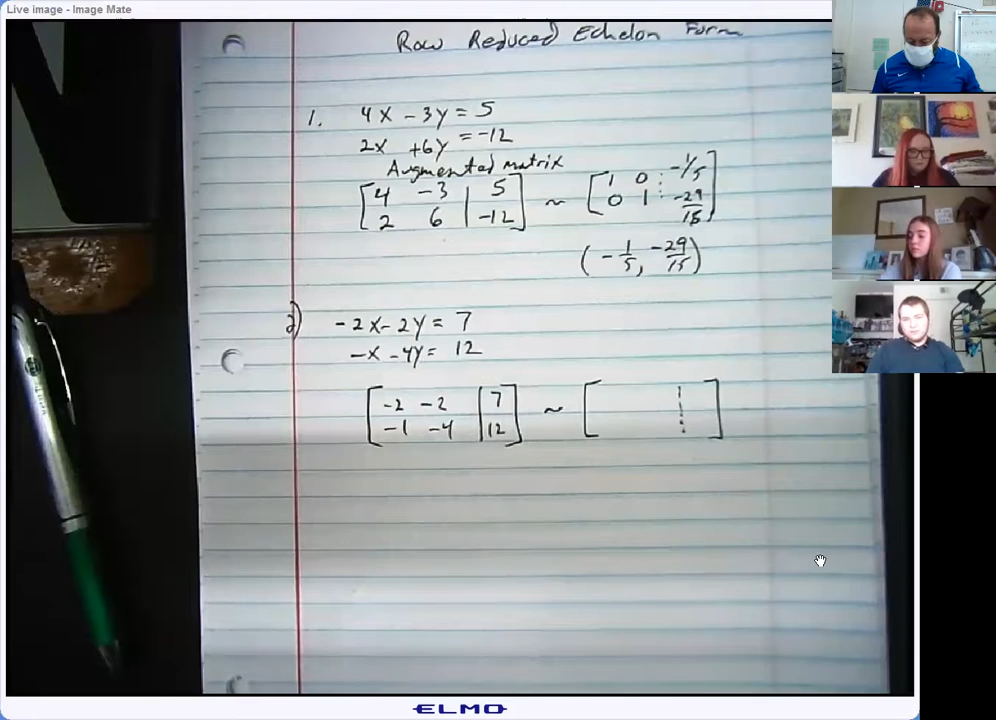 Live image - Image Mate
Row Reduced Echelon Form
1. 4x - 3y = 5
2x +6y = -12
Augmented matrix
[4 -3 | 5
2 6 | -12] ~ [1 0 ⋮ -1/5
0 1 ⋮ -29/15]
(-1/5, -29/15)
2) -2x - 2y = 7
-x - 4y = 12
[-2 -2 | 7
-1 -4 | 12] ~ [ ⋮ ]
ELMO